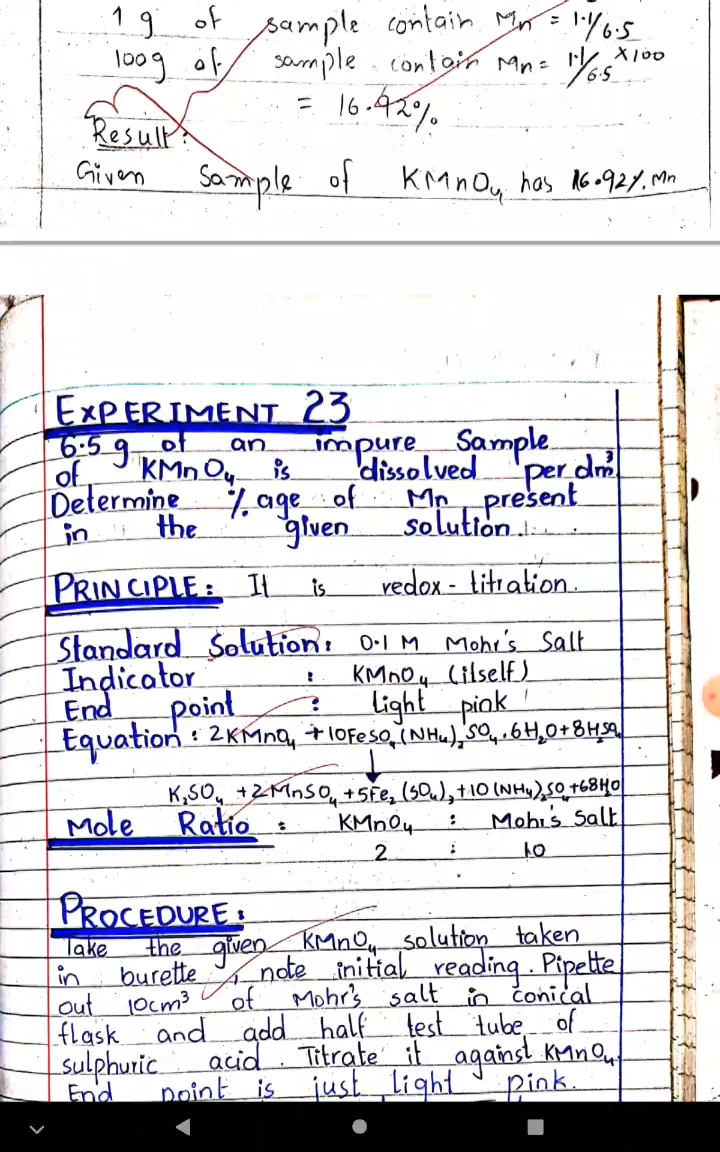 1 g of sample contain Mn = 1.1/6.5
100g of sample contain Mn = 1.1/6.5 ×100
= 16.92%
Result:
Given Sample of KMnO₄ has 16.92%. Mn
EXPERIMENT 23
6.5 g of an impure Sample
of KMnO₄ is dissolved per dm³
Determine %age of Mn present
in the given solution.
PRINCIPLE: It is redox-titration.
Standard Solution: 0.1 M Mohr's Salt
Indicator : KMnO₄ (itself)
End point : Light pink
Equation: 2KMnO₄ + 10FeSO₄(NH₄)₂SO₄.6H₂O + 8H₂SO₄
↓
K₂SO₄ + 2MnSO₄ + 5Fe₂(SO₄)₃ + 10(NH₄)₂SO₄ + 68H₂O
Mole Ratio : KMnO₄ : Mohr's Salt
2 : 10
PROCEDURE:
Take the given KMnO₄ solution taken
in burette, note initial reading. Pipette
out 10cm³ of Mohr's salt in conical
flask and add half test tube of
sulphuric acid. Titrate it against KMnO₄
End point is just light pink.